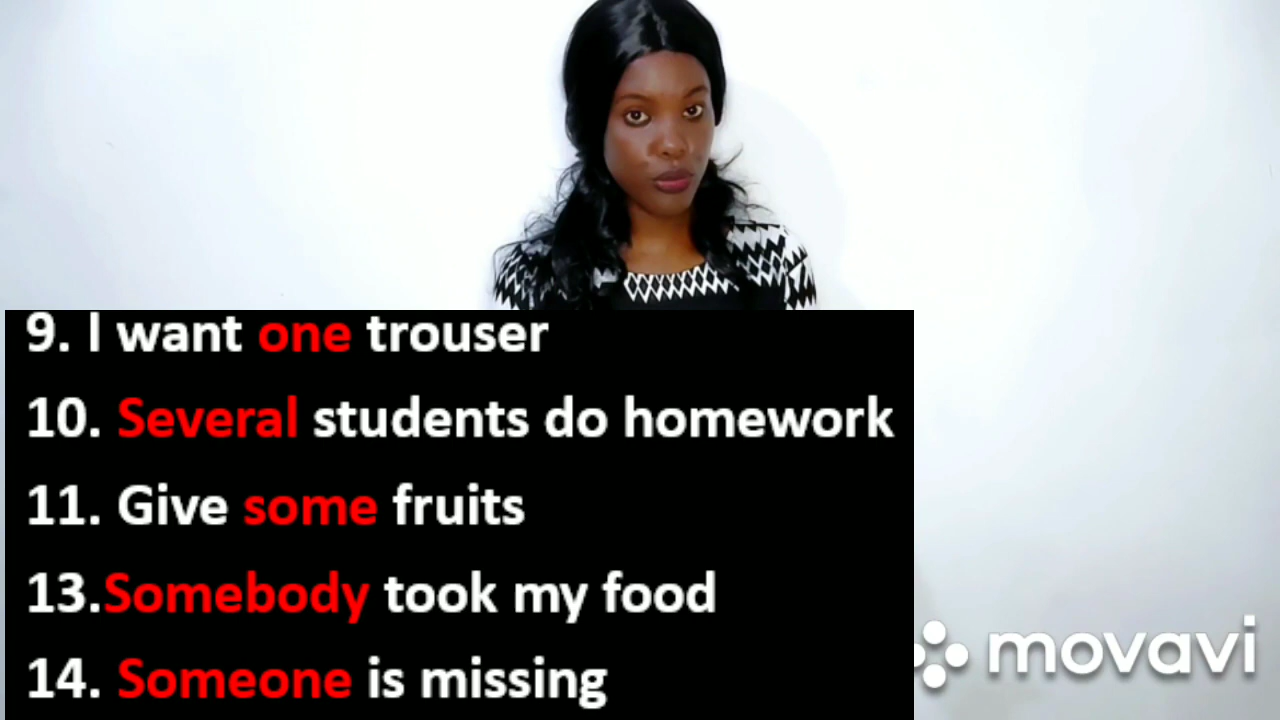 9. I want one trouser
10. Several students do homework
11. Give some fruits
13.Somebody took my food
14. Someone is missing
movavi